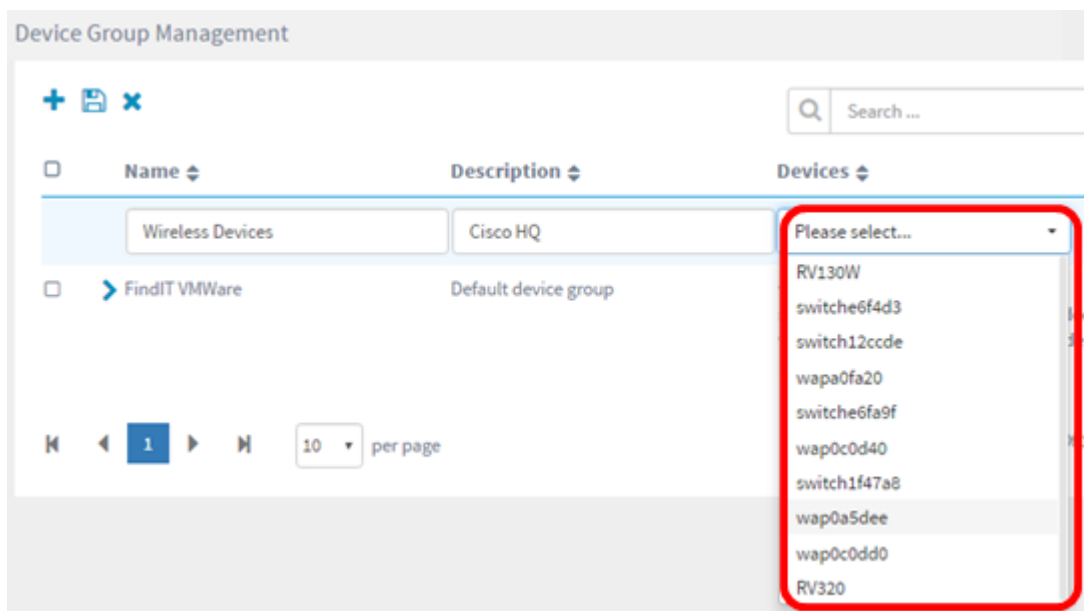 Device Group Management
Search ...
Name Description Devices
Wireless Devices Cisco HQ Please select...
RV130W
FindIT VMWare Default device group
switche6f4d3
switch12ccde
wapa0fa20
switche6fa9f
1 10 per page
wap0c0d40
switch1f47a8
wap0a5dee
wap0c0dd0
RV320